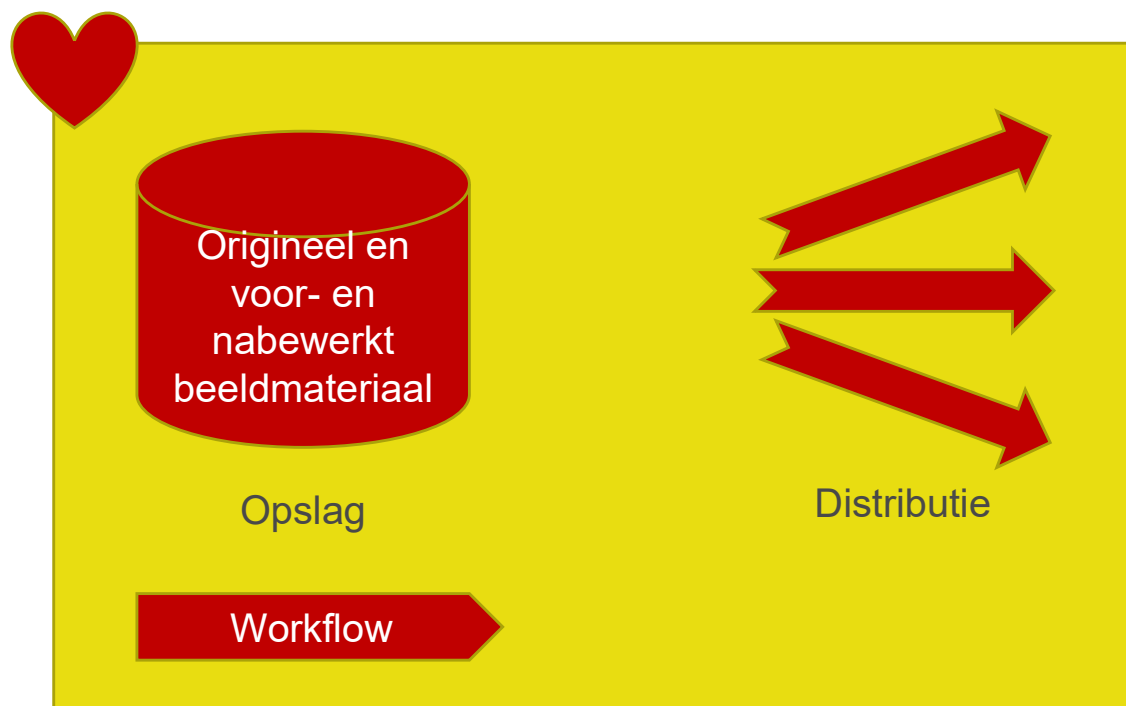 Origineel en
voor- en
nabewerkt
beeldmateriaal
Opslag
Distributie
Workflow